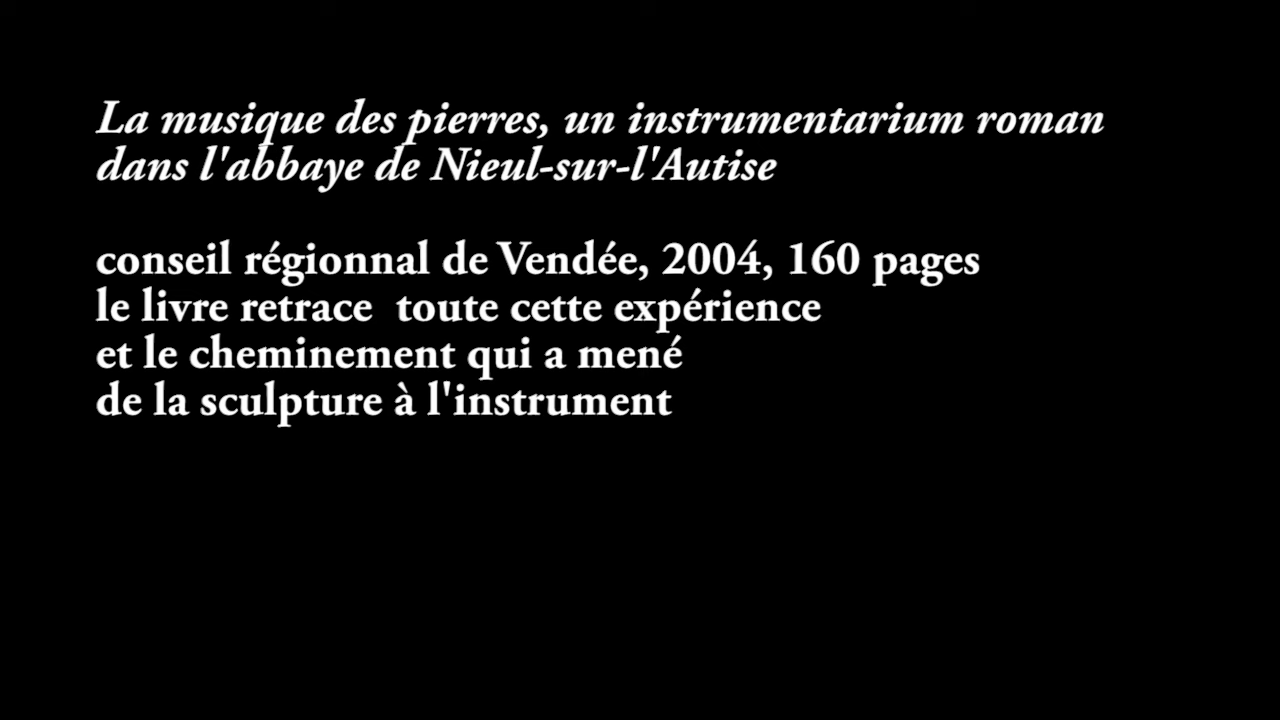 La musique des pierres, un instrumentarium roman
dans l'abbaye de Nieul-sur-l'Autise
conseil régionnal de Vendée, 2004, 160 pages
le livre retrace  toute cette expérience
et le cheminement qui a mené
de la sculpture à l'instrument